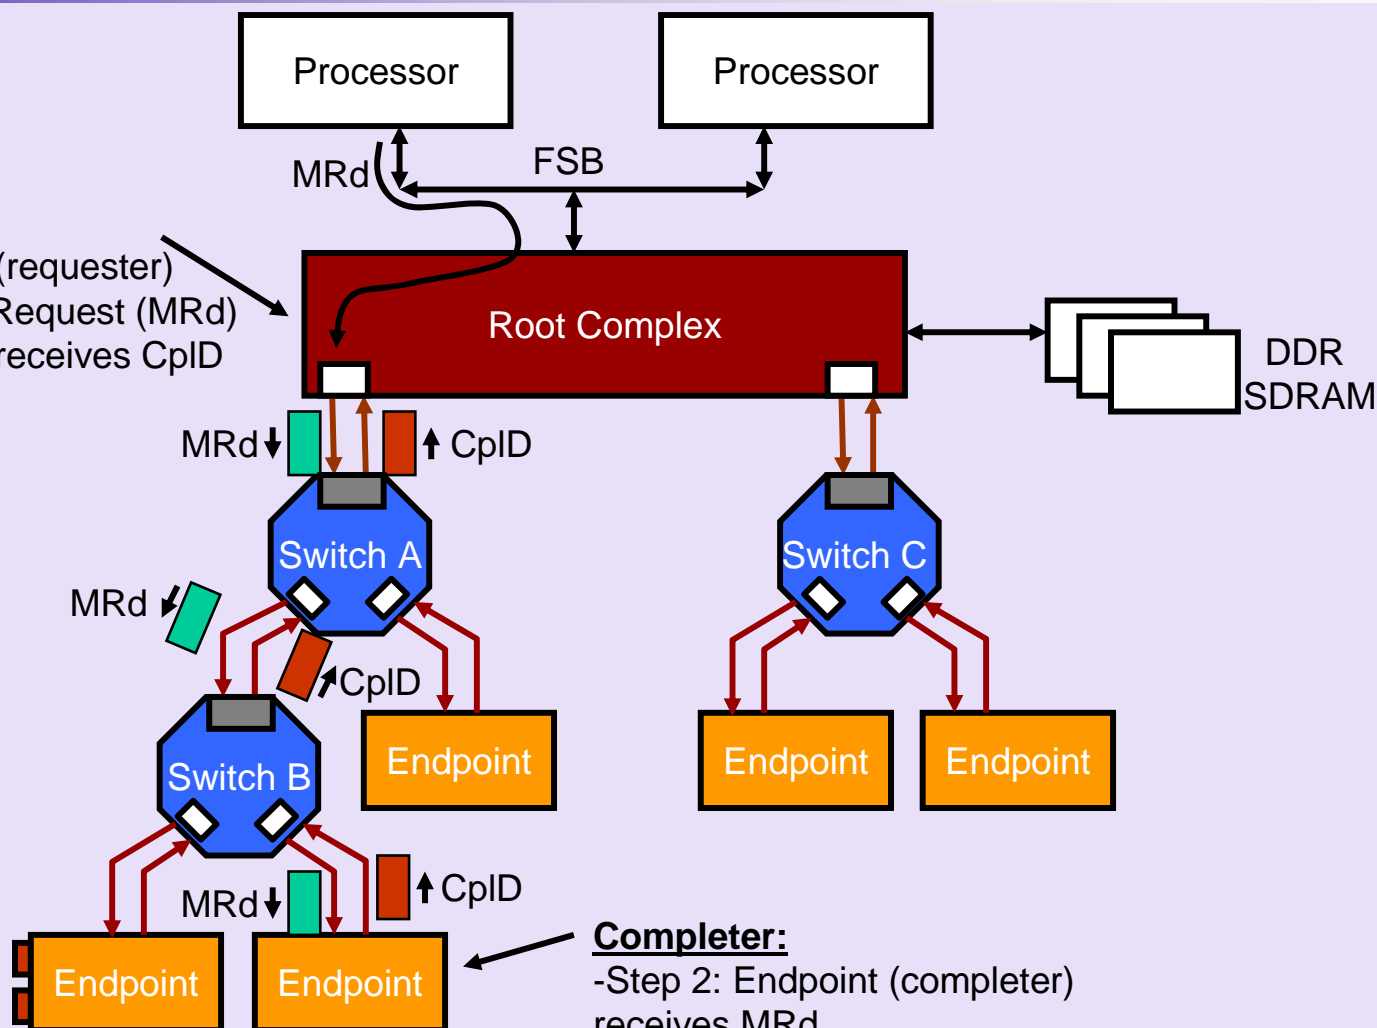 Processor
Processor
MRd
FSB
(requester)
Request (MRd)
receives CplD
Root Complex
DDR
SDRAM
MRd
CplD
Switch A
Switch C
MRd
CplD
Endpoint
Endpoint
Endpoint
Switch B
MRd
CplD
Endpoint
Endpoint
Completer:
-Step 2: Endpoint (completer)
receives MRd